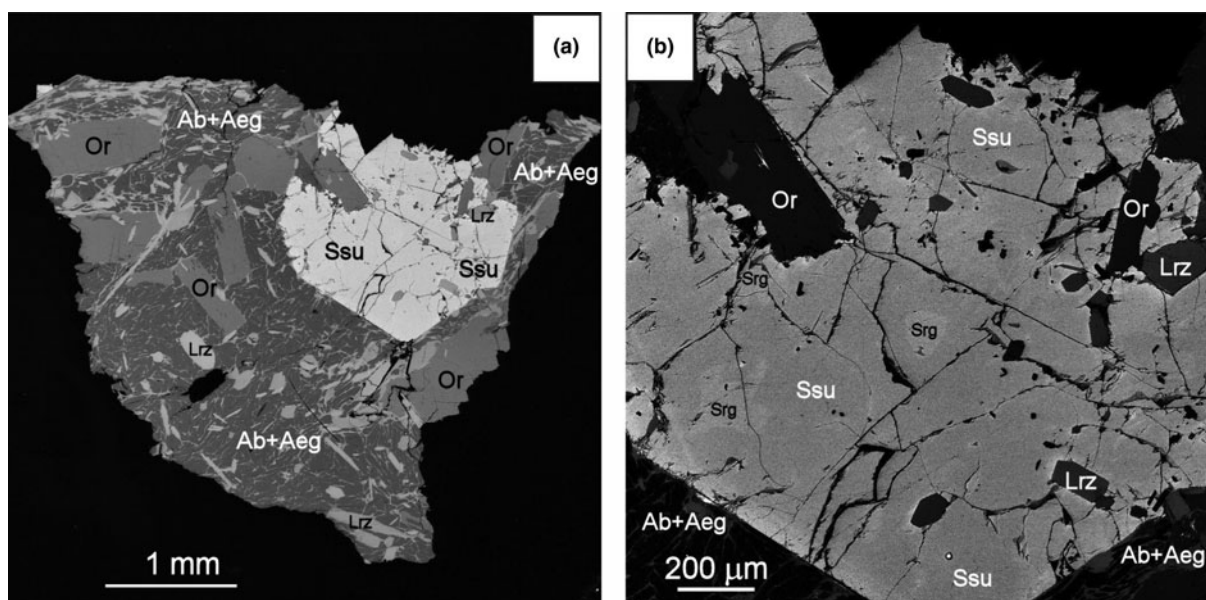 (a)
Ab+Aeg
Or
Or
Ab+Aeg
Lrz
Ssu
Ssu
Or
Lrz
Or
Ab+Aeg
Lrz
1 mm
(b)
Ssu
Or
Or
Lrz
Srg
Srg
Ssu
Srg
Lrz
Ab+Aeg
Ab+Aeg
200 μm
Ssu